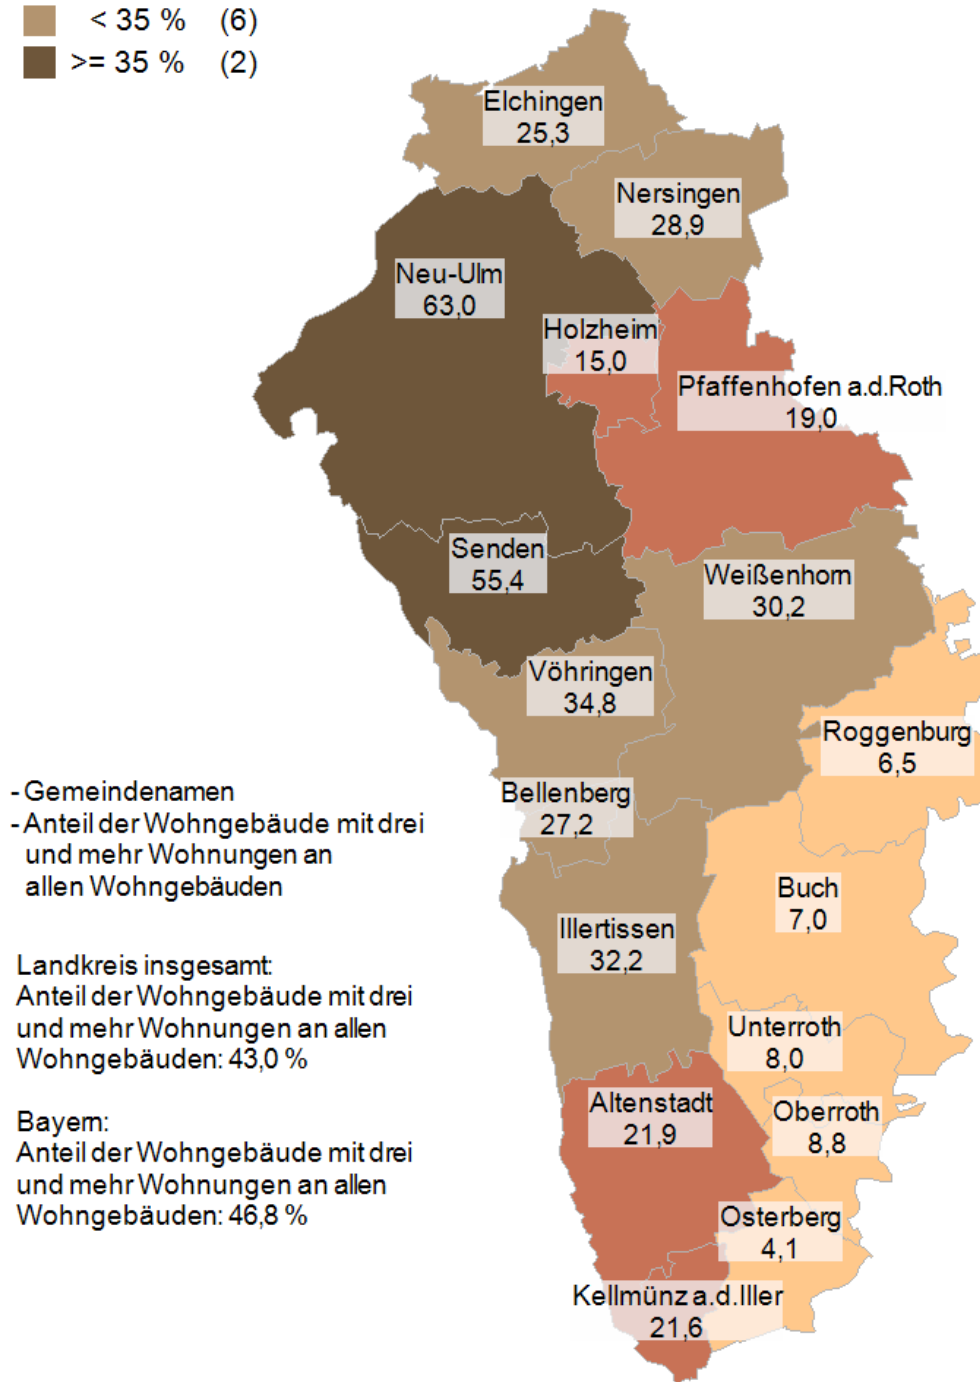 < 35 % (6)
>= 35 % (2)
Elchingen
25,3
Nersingen
28,9
Neu-Ulm
63,0
Holzheim
15,0
Pfaffenhofen a.d.Roth
19,0
Senden
55,4
Weißenhorn
30,2
Vöhringen
34,8
Roggenburg
6,5
Bellenberg
27,2
- Gemeindenamen
- Anteil der Wohngebäude mit drei
und mehr Wohnungen an
allen Wohngebäuden
Buch
7,0
Illertissen
32,2
Landkreis insgesamt:
Anteil der Wohngebäude mit drei
und mehr Wohnungen an allen
Wohngebäuden: 43,0 %
Unterroth
8,0
Altenstadt
21,9
Oberroth
8,8
Bayern:
Anteil der Wohngebäude mit drei
und mehr Wohnungen an allen
Wohngebäuden: 46,8 %
Osterberg
4,1
Kellmünz a.d.Iller
21,6